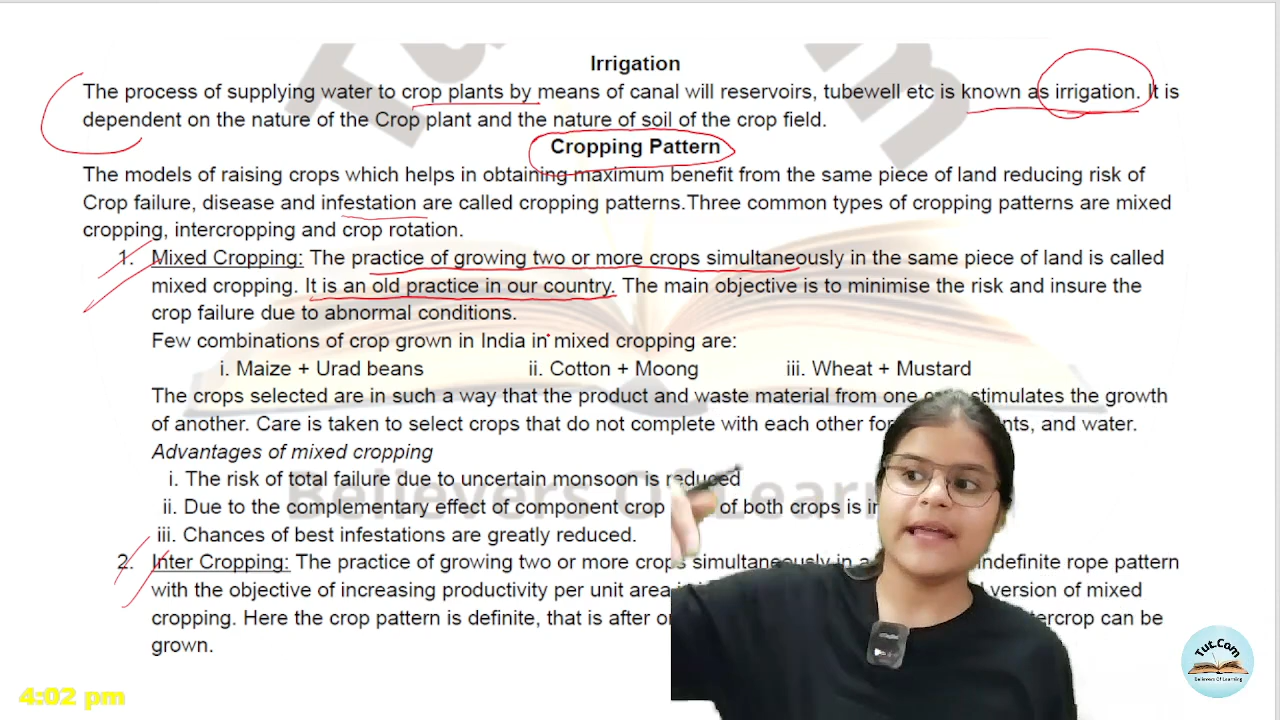 Irrigation
The process of supplying water to crop plants by means of canal will reservoirs, tubewell etc is known as irrigation. It is
dependent on the nature of the Crop plant and the nature of soil of the crop field.
Cropping Pattern
The models of raising crops which helps in obtaining maximum benefit from the same piece of land reducing risk of
Crop failure, disease and infestation are called cropping patterns.Three common types of cropping patterns are mixed
cropping, intercropping and crop rotation.
1. Mixed Cropping: The practice of growing two or more crops simultaneously in the same piece of land is called
mixed cropping. It is an old practice in our country. The main objective is to minimise the risk and insure the
crop failure due to abnormal conditions.
Few combinations of crop grown in India in mixed cropping are:
i. Maize + Urad beans ii. Cotton + Moong iii. Wheat + Mustard
The crops selected are in such a way that the product and waste material from one stimulates the growth
of another. Care is taken to select crops that do not complete with each other and water.
Advantages of mixed cropping
i. The risk of total failure due to uncertain monsoon is reduced
ii. Due to the complementary effect of component crop of both crops is
iii. Chances of best infestations are greatly reduced.
2. Inter Cropping: The practice of growing two or more crops simultaneously in a indefinite rope pattern
with the objective of increasing productivity per unit area version of mixed
cropping. Here the crop pattern is definite, that is after crop can be
grown.
Believers Of
4:02 pm
Tut.Com
Believers Of Learning